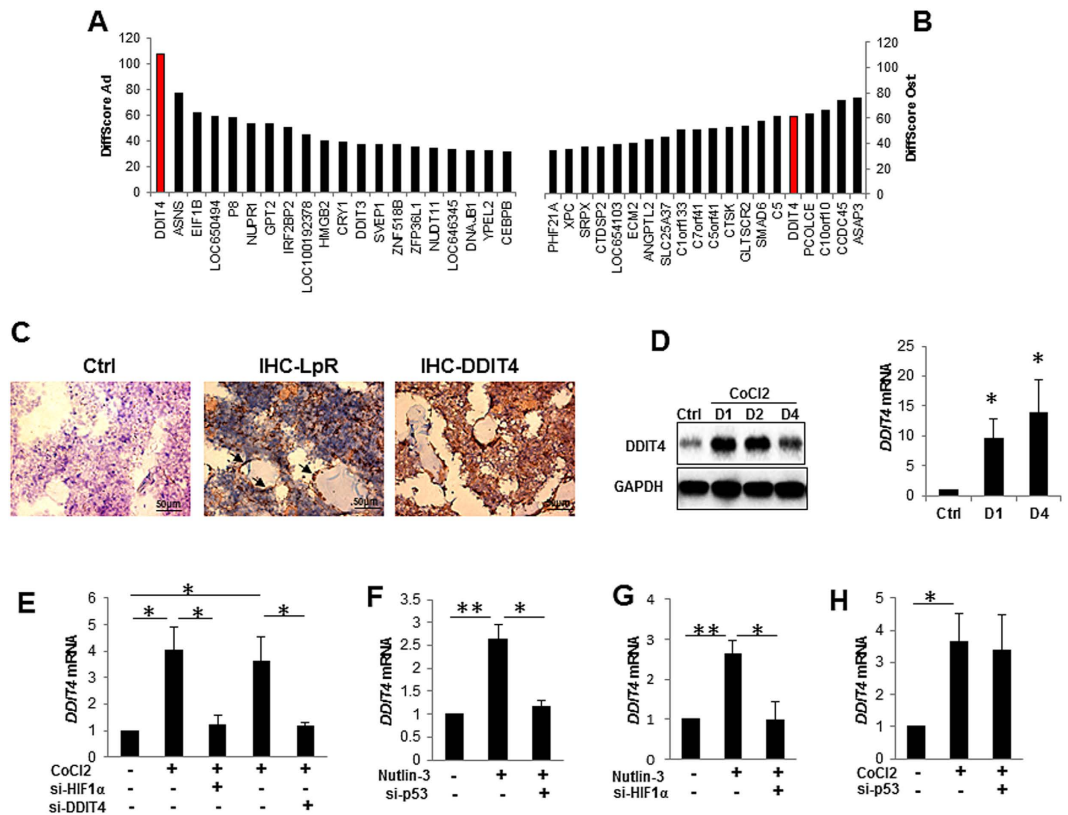 A
DiffScore Ad
120
100
80
60
40
20
0
DDIT4
ASNS
EIF1B
LOC650494
P8
NUPR1
GPT2
IRF2BP2
LOC100192378
HMGB2
CRY1
DDIT3
SVEP1
ZNF518B
ZFP36L1
NUDT11
LOC646345
DNAJB1
YPEL2
CEBPB
B
DiffScore Ost
120
100
80
60
40
20
0
PHF21A
XPC
SRPX
CTDSP2
LOC654103
ECM2
ANGPTL2
SLC25A37
C1orf133
C7orf41
C5orf41
CTSK
GLTSCR2
SMAD6
C5
DDIT4
PCOLCE
C10orf10
CCDC45
ASAP3
C
Ctrl
IHC-LpR
IHC-DDIT4
50µm
50µm
50µm
D
CoCl2
Ctrl D1 D2 D4
DDIT4
GAPDH
DDIT4 mRNA
25
20
15
10
5
0
*
*
Ctrl D1 D4
E
DDIT4 mRNA
6
5
4
3
2
1
0
*
* * *
CoCl2 - + + + +
si-HIF1α +
si-DDIT4 +
F
DDIT4 mRNA
3.5
3
2.5
2
1.5
1
0.5
0
** *
Nutlin-3 - + +
si-p53 - +
G
DDIT4 mRNA
4
3
2
1
0
** *
Nutlin-3 - + +
si-HIF1α - +
H
DDIT4 mRNA
5
4
3
2
1
0
*
CoCl2 - + +
si-p53 - +